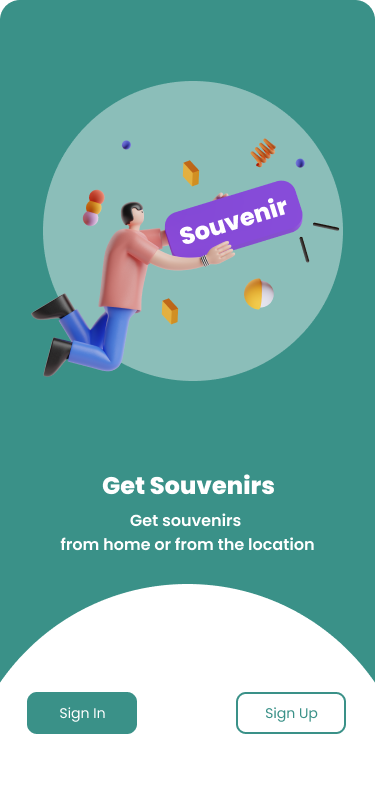 Souvenir
Get Souvenirs
Get souvenirs
from home or from the location
Sign In
Sign Up